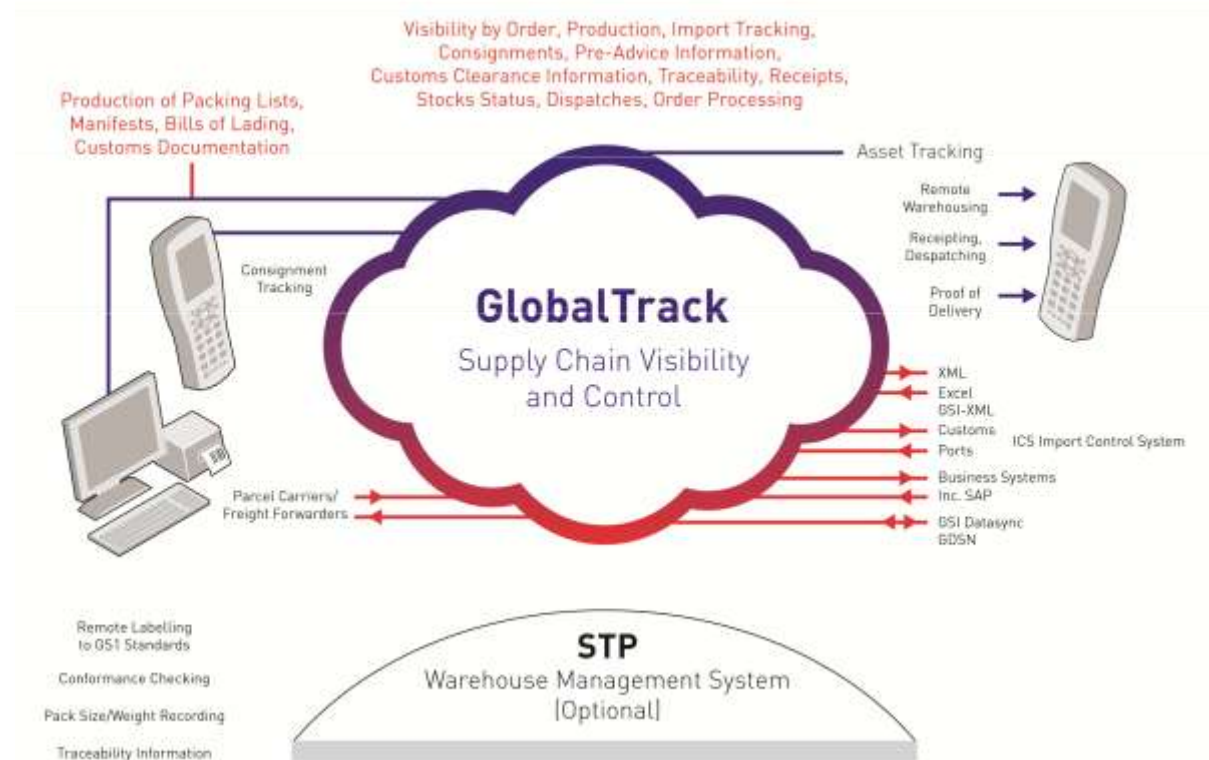 Visibility by Order, Production, Import Tracking,
Consignments, Pre-Advice Information,
Customs Clearance Information, Traceability, Receipts,
Stocks Status, Dispatches, Order Processing
Production of Packing Lists,
Manifests, Bills of Lading,
Customs Documentation
Asset Tracking
Remote
Warehousing
Receipting,
Despatching
Proof of
Delivery
Consignment
Tracking
GlobalTrack
Supply Chain Visibility
and Control
XML
Excel
GSI-XML
Customs
Ports
ICS Import Control System
Business Systems
Inc. SAP
GSI Datasync
GDSN
Parcel Carriers/
Freight Forwarders
Remote Labelling
to GS1 Standards
Conformance Checking
Pack Size/Weight Recording
Traceability Information
STP
Warehouse Management System
(Optional)